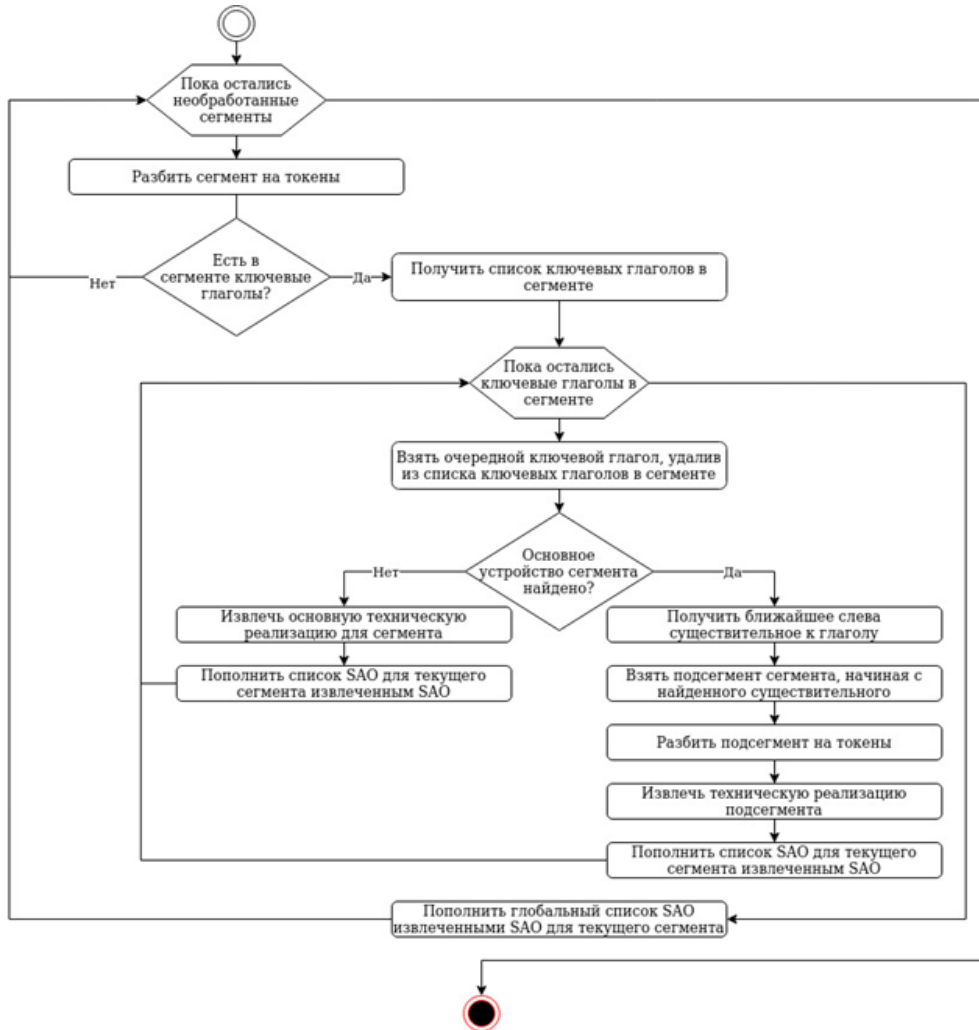 Пока остались
необработанные
сегменты
Разбить сегмент на токены
Есть в
сегменте ключевые
глаголы?
Нет
Да
Получить список ключевых глаголов в
сегменте
Пока остались
ключевые глаголы в
сегменте
Взять очередной ключевой глагол, удалив
из списка ключевых глаголов в сегменте
Основное
устройство сегмента
найдено?
Нет
Да
Извлечь основную техническую
реализацию для сегмента
Пополнить список SAO для текущего
сегмента извлеченным SAO
Получить ближайшее слева
существительное к глаголу
Взять подсегмент сегмента, начиная с
найденного существительного
Разбить подсегмент на токены
Извлечь техническую реализацию
подсегмента
Пополнить список SAO для текущего
сегмента извлеченным SAO
Пополнить глобальный список SAO
извлеченными SAO для текущего сегмента